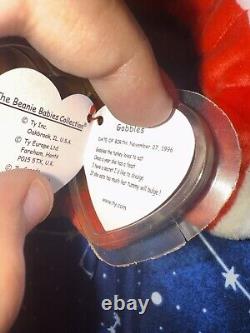 The Beanie Babies Collection®
© Ty Inc.
Oakbrook, IL, U.S.A.
© Ty Europe Ltd.
Fareham, Hants
PO15 5TX, U.K.
Gobbles
DATE OF BIRTH: November 27, 1996
Gobbles the turkey loves to eat!
Once a year she has a feast
I have a secret I'd like to divulge
If she eats too much her tummy will bulge!
www.ty.com
ebay